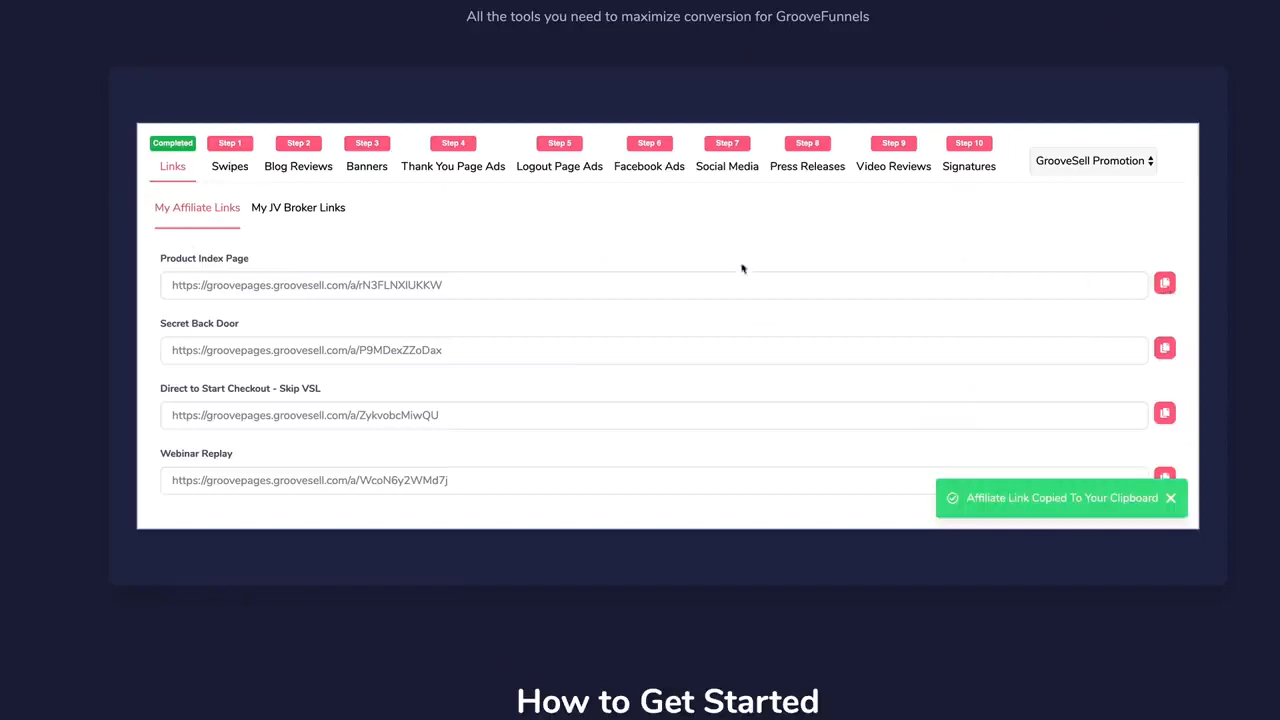 All the tools you need to maximize conversion for GrooveFunnels
Completed Step 1 Step 2 Step 3 Step 4 Step 5 Step 6 Step 7 Step 8 Step 9 Step 10
Links Swipes Blog Reviews Banners Thank You Page Ads Logout Page Ads Facebook Ads Social Media Press Releases Video Reviews Signatures GrooveSell Promotion
My Affiliate Links My JV Broker Links
Product Index Page
https://groovepages.groovesell.com/a/rN3FLNXlUKKW
Secret Back Door
https://groovepages.groovesell.com/a/P9MDexZZoDax
Direct to Start Checkout - Skip VSL
https://groovepages.groovesell.com/a/ZykvobcMiwQU
Webinar Replay
https://groovepages.groovesell.com/a/WcoN6y2WMd7j
Affiliate Link Copied To Your Clipboard
How to Get Started